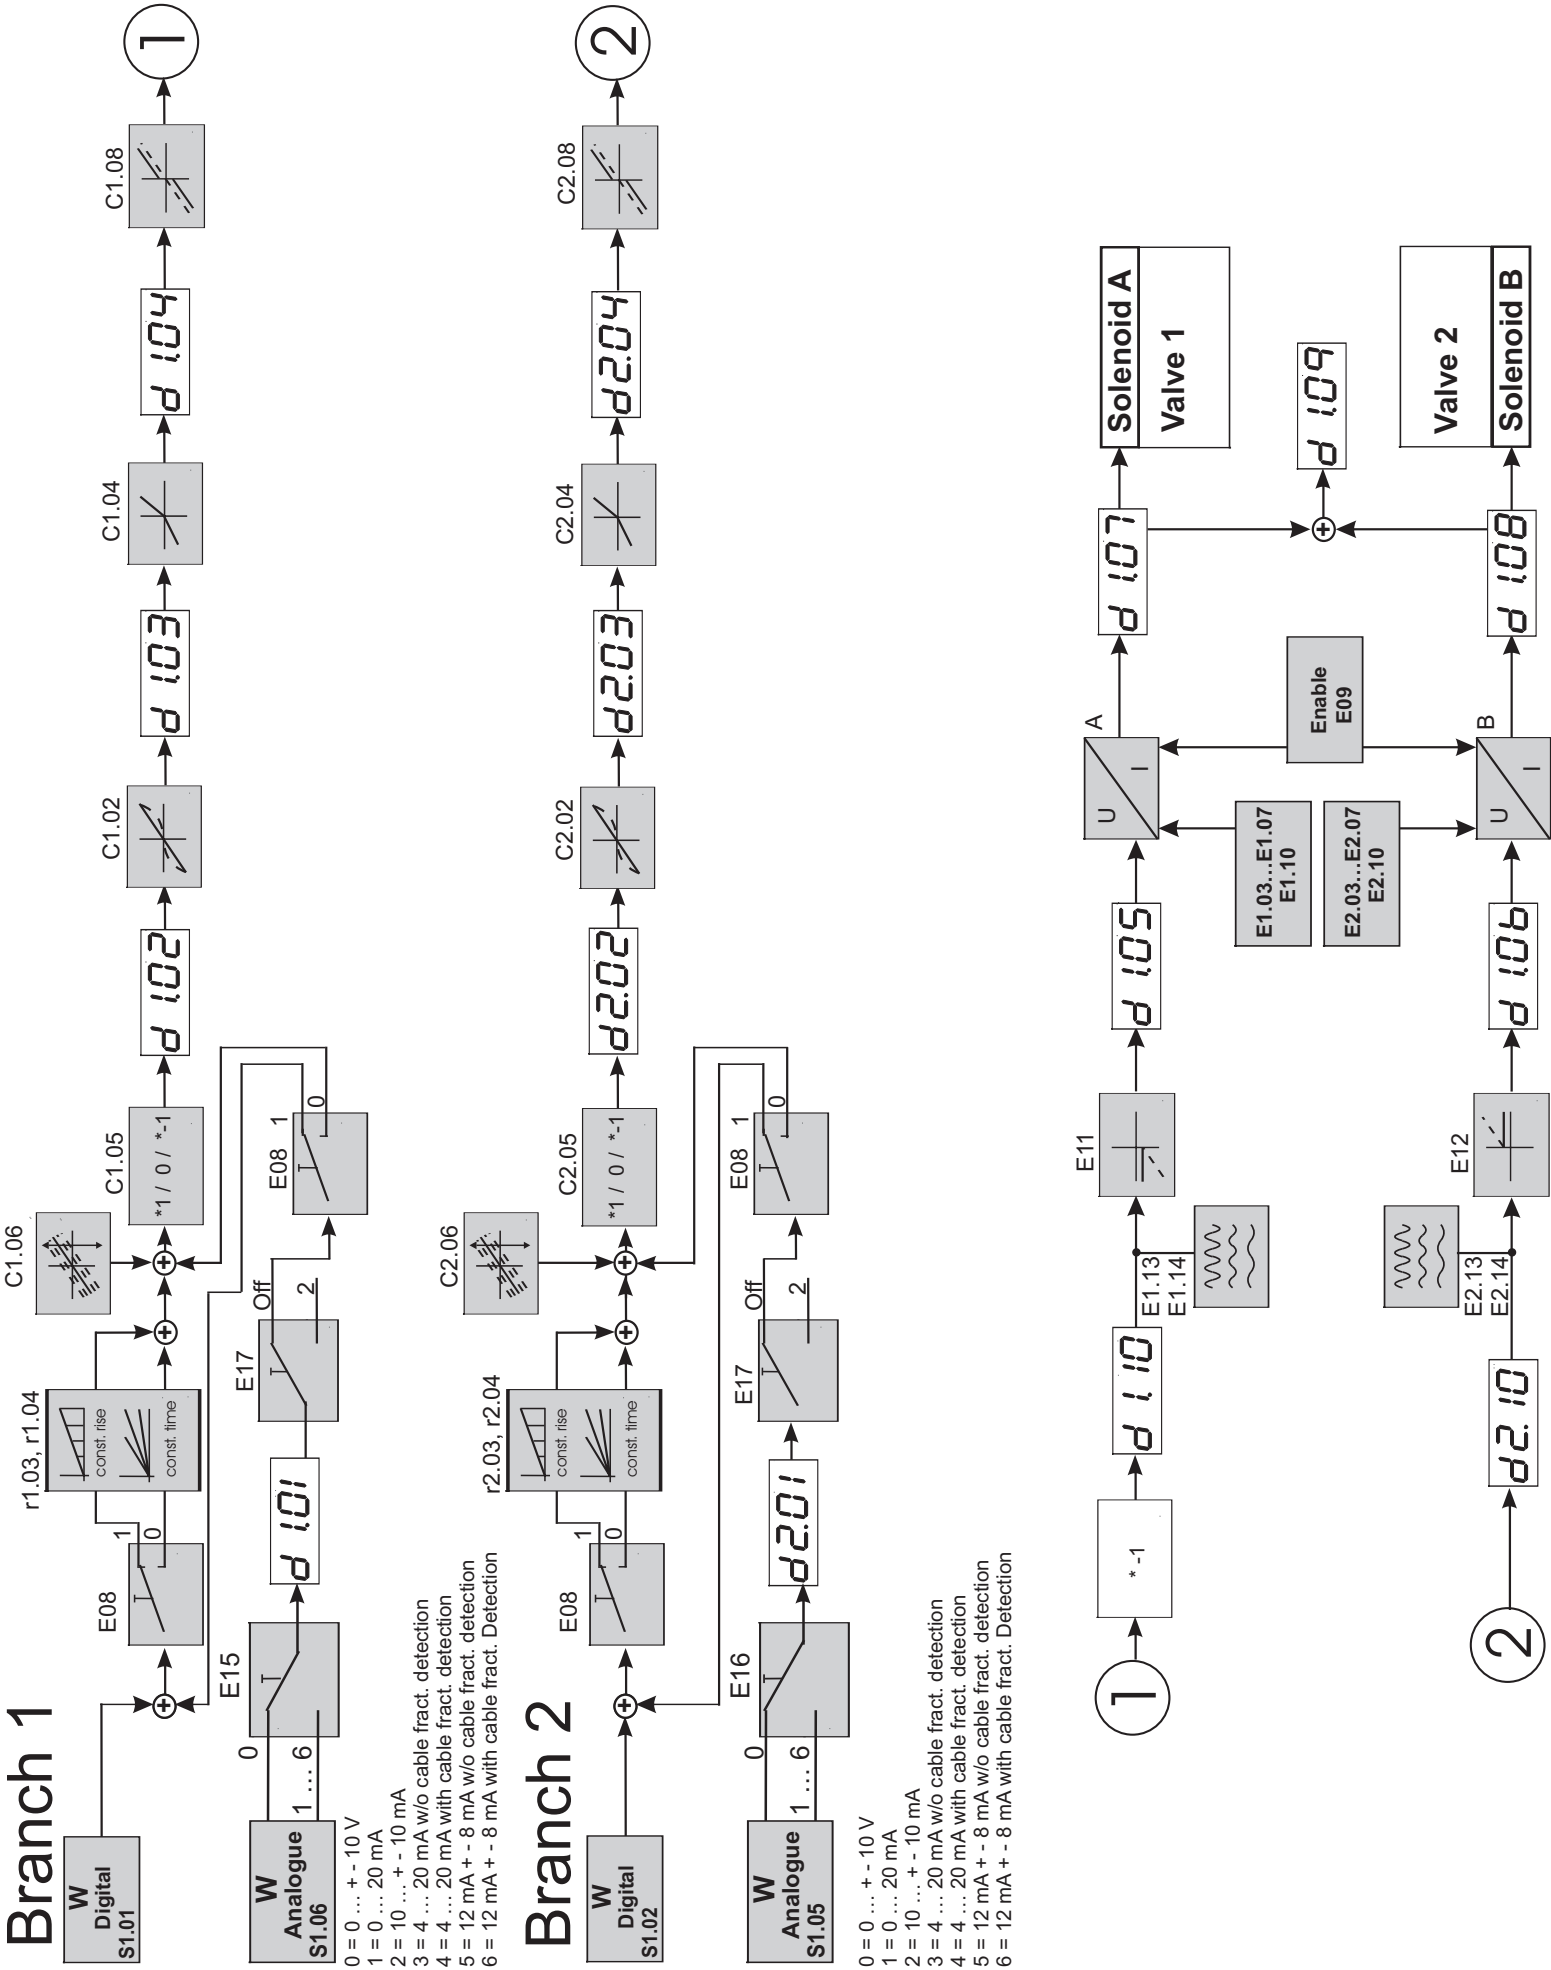 Branch 1
W
Digital
S1.01
E08
1
0
r1.03, r1.04
const. rise
const. time
C1.06
C1.05
*1 / 0 / *-1
d 1.02
C1.02
d 1.03
C1.04
d 1.04
C1.08
1
W
Analogue
S1.06
0
1 ... 6
E15
d 1.01
E17
Off
2
E08
1
0
0 = 0 ... + - 10 V
1 = 0 ... 20 mA
2 = 10 ... + - 10 mA
3 = 4 ... 20 mA w/o cable fract. detection
4 = 4 ... 20 mA with cable fract. detection
5 = 12 mA + - 8 mA w/o cable fract. detection
6 = 12 mA + - 8 mA with cable fract. Detection
Branch 2
W
Digital
S1.02
E08
1
0
r2.03, r2.04
const. rise
const. time
C2.06
C2.05
*1 / 0 / *-1
d2.02
C2.02
d2.03
C2.04
d2.04
C2.08
2
W
Analogue
S1.05
0
1 ... 6
E16
d2.01
E17
Off
2
E08
1
0
0 = 0 ... + - 10 V
1 = 0 ... 20 mA
2 = 10 ... + - 10 mA
3 = 4 ... 20 mA w/o cable fract. detection
4 = 4 ... 20 mA with cable fract. detection
5 = 12 mA + - 8 mA w/o cable fract. detection
6 = 12 mA + - 8 mA with cable fract. Detection
1
* -1
d 1. 10
E1.13
E1.14
E11
d 1.05
U
I
A
d 1.07
Solenoid A
Valve 1
E1.03...E1.07
E1.10
Enable
E09
d 1.09
E2.03...E2.07
E2.10
Valve 2
Solenoid B
2
d2. 10
E2.13
E2.14
E12
d 1.06
U
I
B
d 1.08